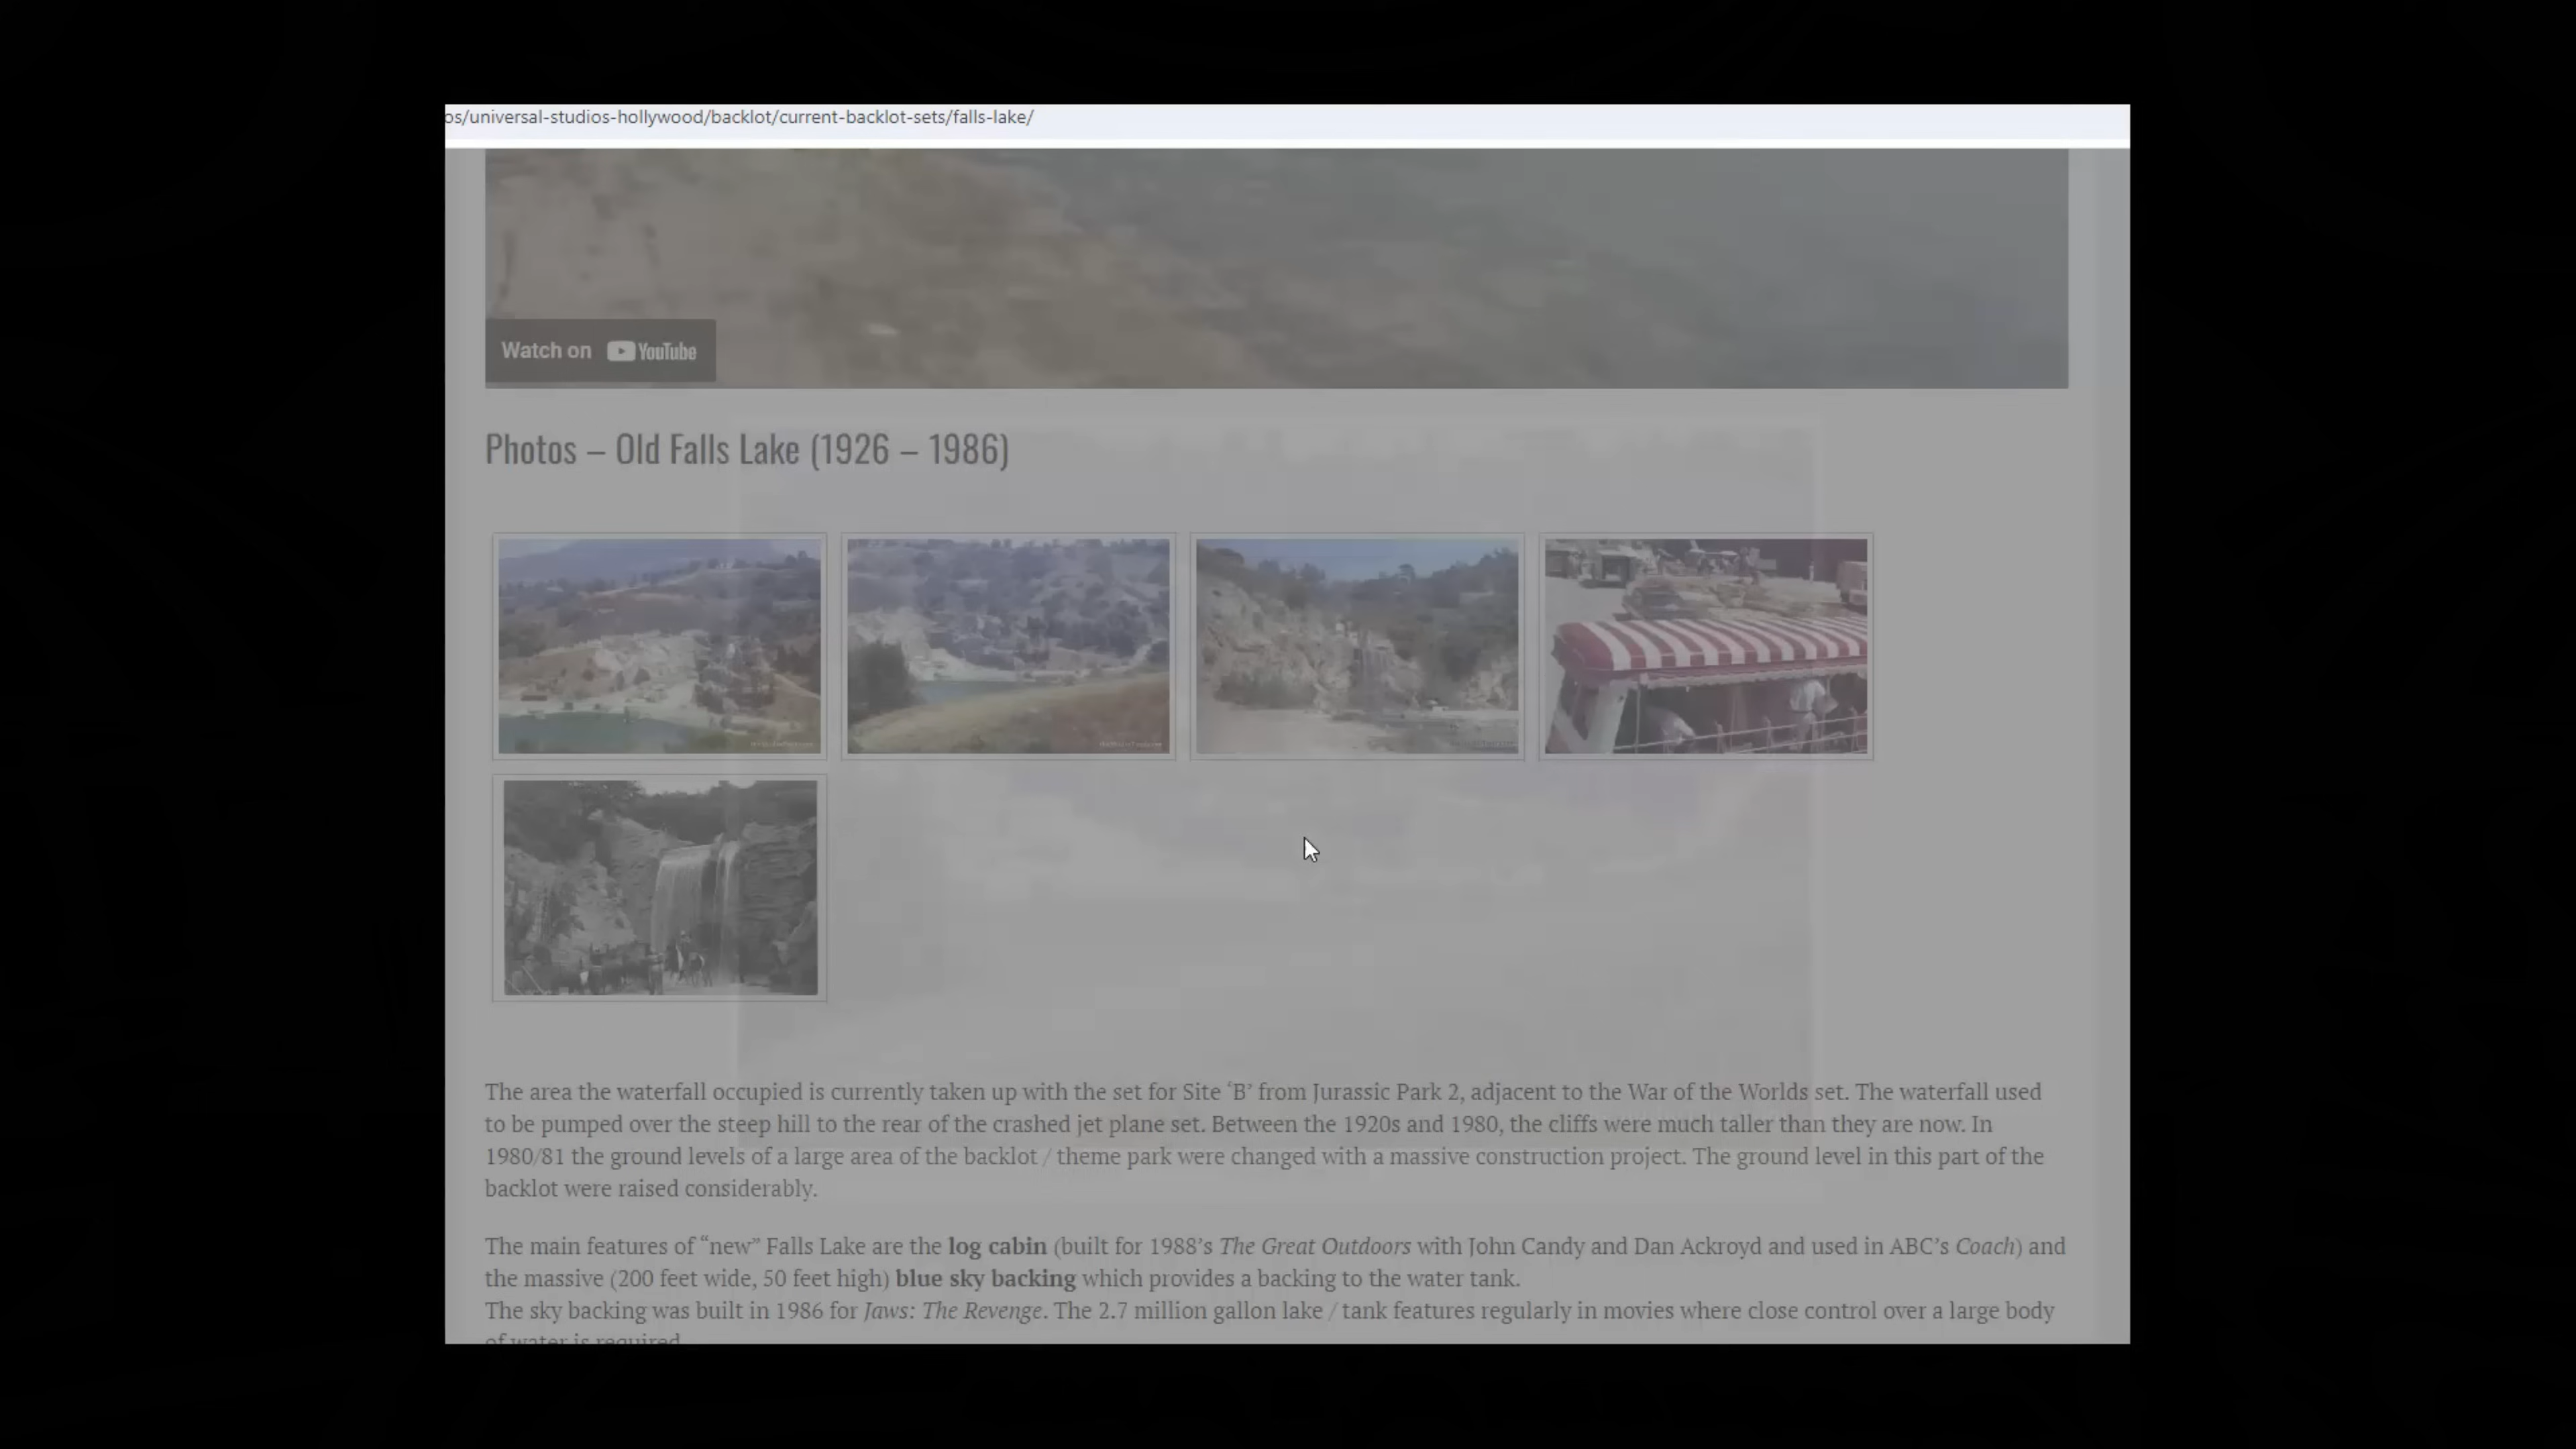 os/universal-studios-hollywood/backlot/current-backlot-sets/falls-lake/
Watch on YouTube
Photos – Old Falls Lake (1926 – 1986)
The area the waterfall occupied is currently taken up with the set for Site ‘B’ from Jurassic Park 2, adjacent to the War of the Worlds set. The waterfall used
to be pumped over the steep hill to the rear of the crashed jet plane set. Between the 1920s and 1980, the cliffs were much taller than they are now. In
1980/81 the ground levels of a large area of the backlot / theme park were changed with a massive construction project. The ground level in this part of the
backlot were raised considerably.
The main features of “new” Falls Lake are the log cabin (built for 1988’s The Great Outdoors with John Candy and Dan Ackroyd and used in ABC’s Coach) and
the massive (200 feet wide, 50 feet high) blue sky backing which provides a backing to the water tank.
The sky backing was built in 1986 for Jaws: The Revenge. The 2.7 million gallon lake / tank features regularly in movies where close control over a large body
of water is required